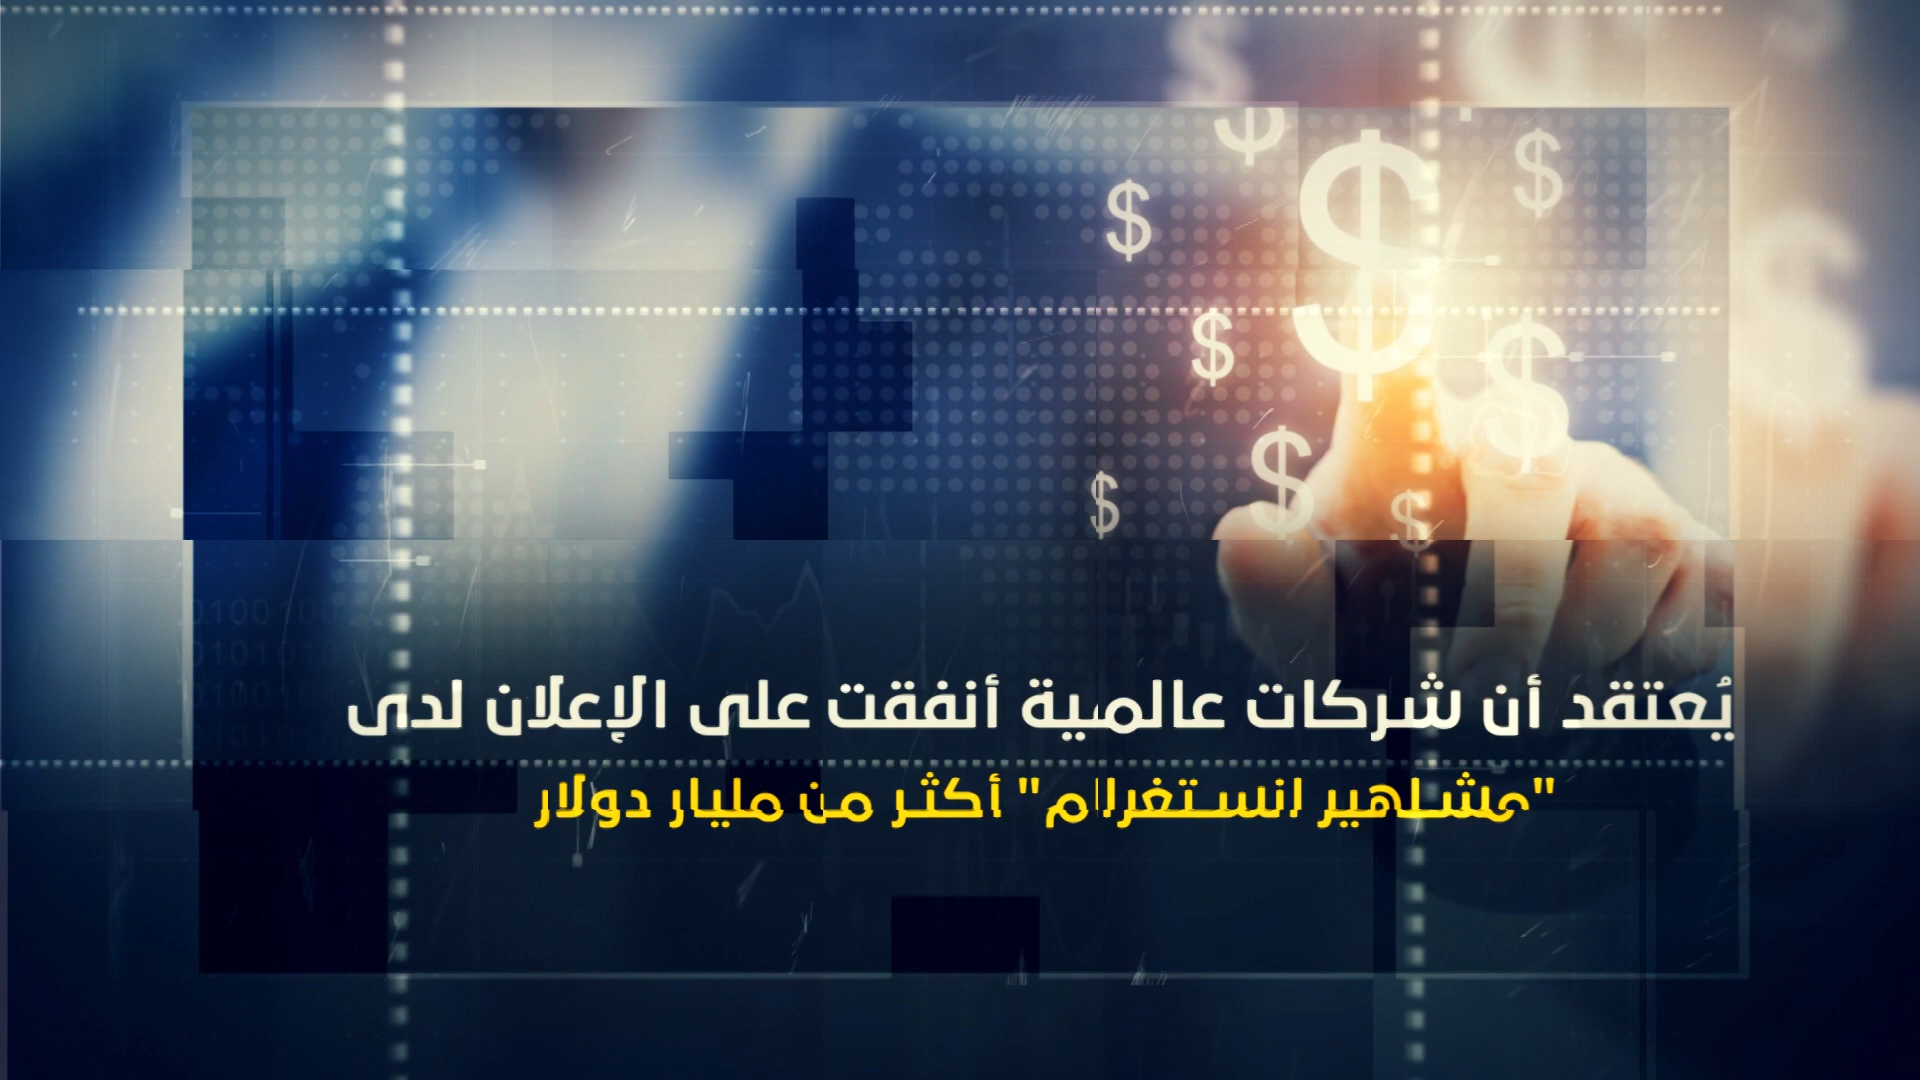 يُعتقد أن شركات عالمية أنفقت على الإعلان لدى
"مشاهير انستغرام" أكثر من مليار دولار